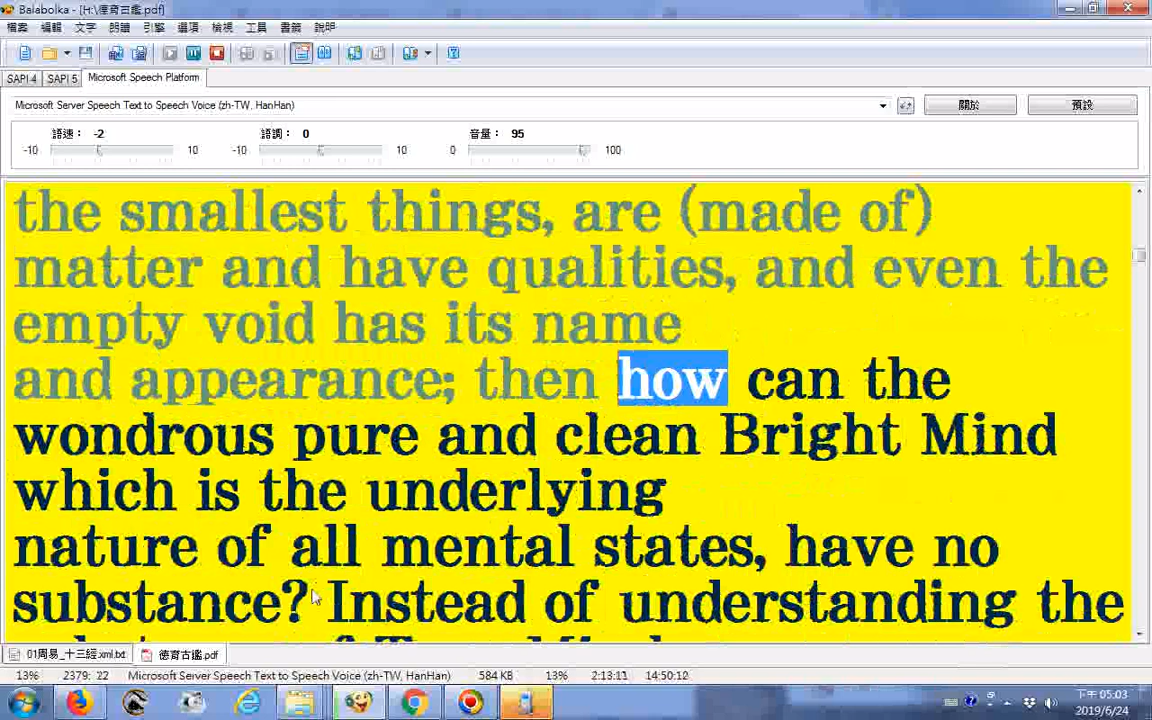 Balabolka - [H:\德育古鑑.pdf]
檔案 編輯 文字 朗讀 引擎 選項 檢視 工具 書籤 說明
SAPI 4 SAPI 5 Microsoft Speech Platform
Microsoft Server Speech Text to Speech Voice (zh-TW, HanHan) 關於 預設
語速： -2 語調： 0 音量： 95
-10 10 -10 10 0 100
the smallest things, are (made of)
matter and have qualities, and even the
empty void has its name
and appearance; then how can the
wondrous pure and clean Bright Mind
which is the underlying
nature of all mental states, have no
substance? Instead of understanding the
01周易_十三經.xml.txt 德育古鑑.pdf
13% 2379: 22 Microsoft Server Speech Text to Speech Voice (zh-TW, HanHan) 584 KB 13% 2:13:11 14:50:12
下午 05:03
2019/6/24